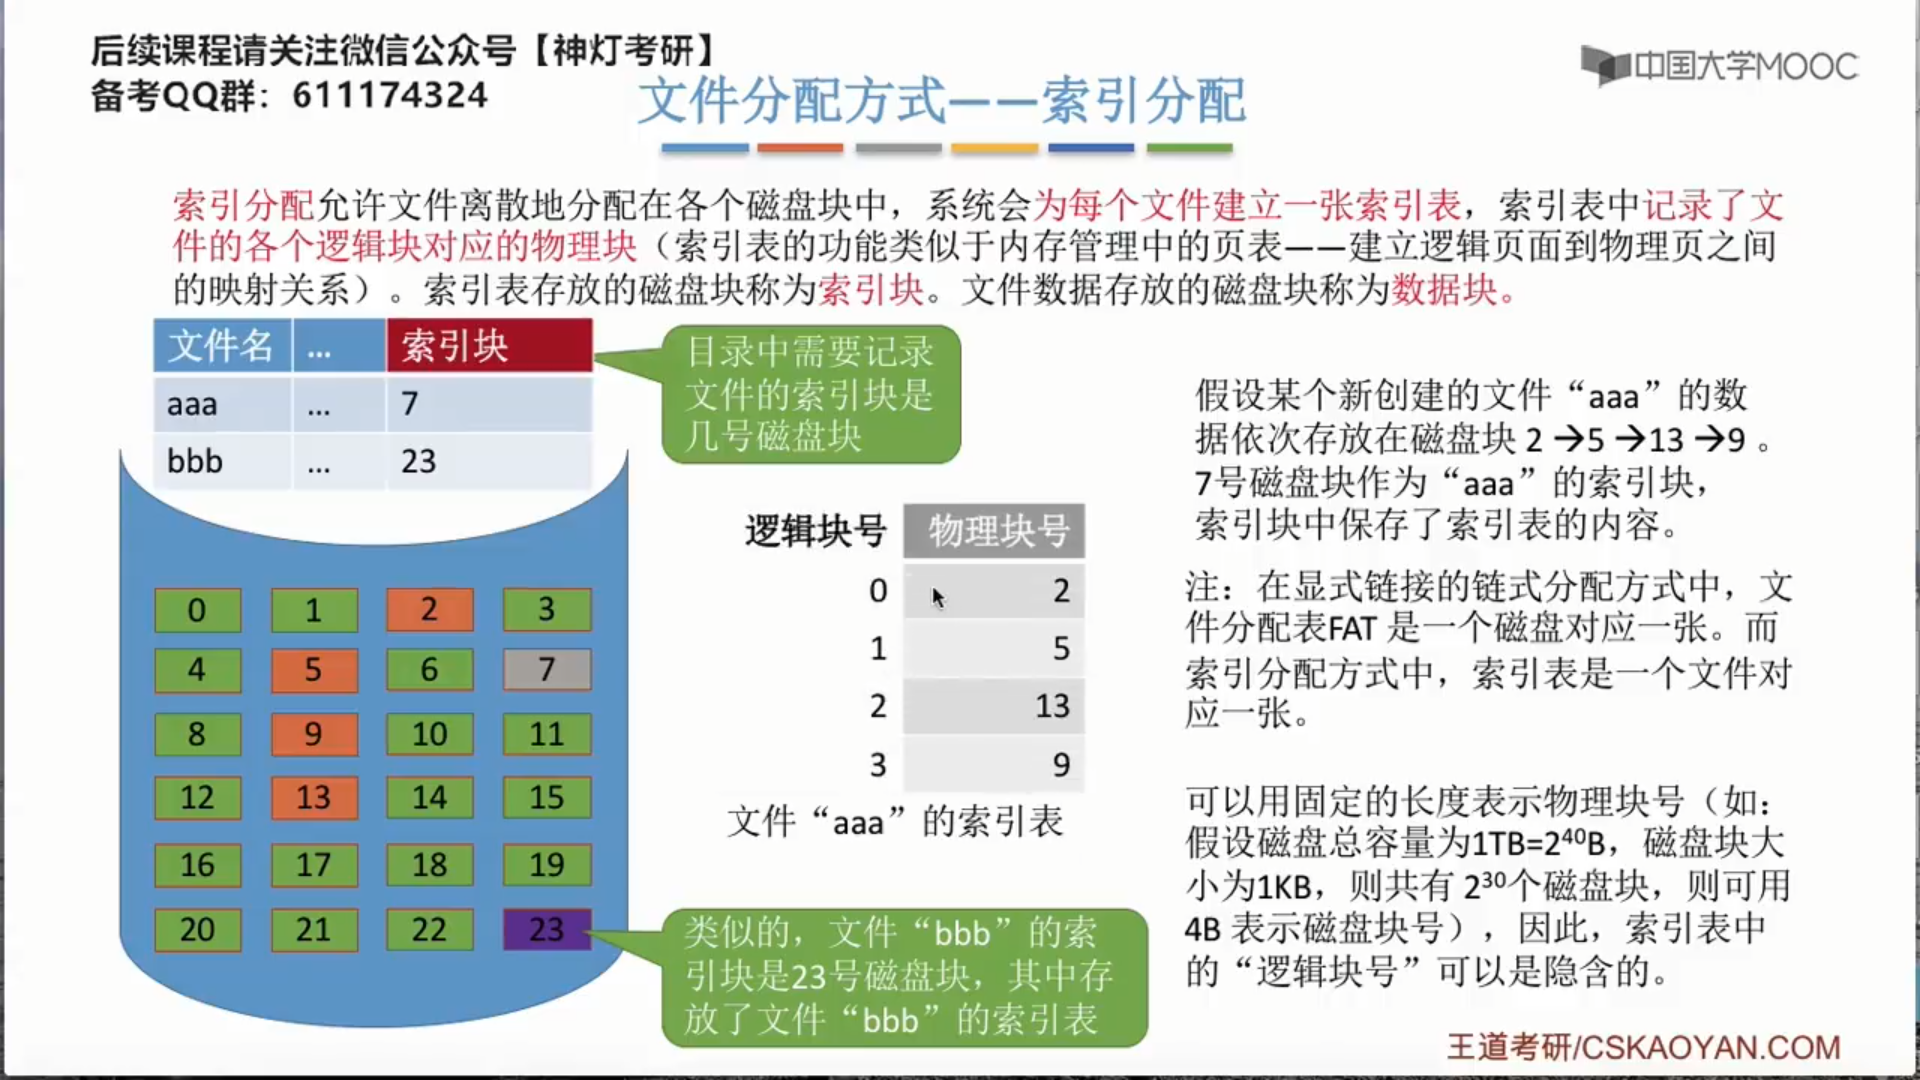 后续课程请关注微信公众号【神灯考研】
备考QQ群：611174324
中国大学MOOC
文件分配方式——索引分配
索引分配允许文件离散地分配在各个磁盘块中，系统会为每个文件建立一张索引表，索引表中记录了文
件的各个逻辑块对应的物理块（索引表的功能类似于内存管理中的页表——建立逻辑页面到物理页之间
的映射关系）。索引表存放的磁盘块称为索引块。文件数据存放的磁盘块称为数据块。
文件名 ... 索引块
aaa ... 7
bbb ... 23
目录中需要记录
文件的索引块是
几号磁盘块
0 1 2 3
4 5 6 7
8 9 10 11
12 13 14 15
16 17 18 19
20 21 22 23
逻辑块号 物理块号
0 2
1 5
2 13
3 9
文件“aaa”的索引表
类似的，文件“bbb”的索
引块是23号磁盘块，其中存
放了文件“bbb”的索引表
假设某个新创建的文件“aaa”的数
据依次存放在磁盘块 2 →5 →13 →9 。
7号磁盘块作为“aaa”的索引块，
索引块中保存了索引表的内容。
注：在显式链接的链式分配方式中，文
件分配表FAT 是一个磁盘对应一张。而
索引分配方式中，索引表是一个文件对
应一张。
可以用固定的长度表示物理块号（如：
假设磁盘总容量为1TB=2⁴⁰B，磁盘块大
小为1KB，则共有 2³⁰个磁盘块，则可用
4B 表示磁盘块号），因此，索引表中
的“逻辑块号”可以是隐含的。
王道考研/CSKAOYAN.COM